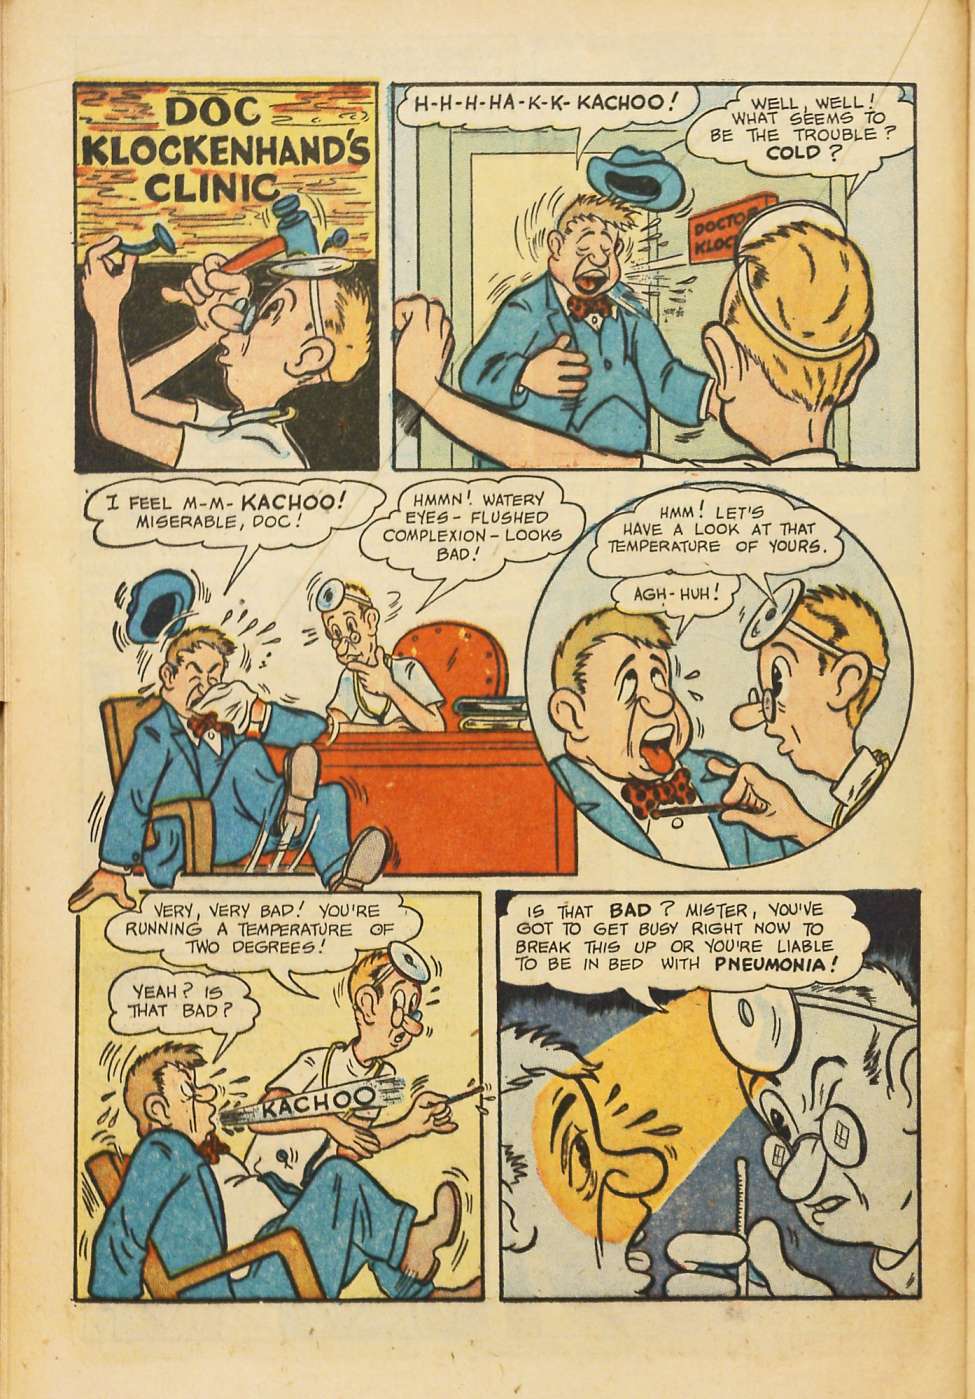 DOC
KLOCKENHAND'S
CLINIC
H-H-H-HA-K-K-KACHOO!
WELL, WELL!
WHAT SEEMS TO
BE THE TROUBLE?
COLD?
DOCTOR
KLOC
I FEEL M-M-KACHOO!
MISERABLE, DOC!
HMMN! WATERY
EYES-FLUSHED
COMPLEXION-LOOKS
BAD!
HMM! LET'S
HAVE A LOOK AT THAT
TEMPERATURE OF YOURS.
AGH-HUH!
VERY, VERY BAD! YOU'RE
RUNNING A TEMPERATURE OF
TWO DEGREES!
YEAH? IS
THAT BAD?
KACHOO
IS THAT BAD? MISTER, YOU'VE
GOT TO GET BUSY RIGHT NOW TO
BREAK THIS UP OR YOU'RE LIABLE
TO BE IN BED WITH PNEUMONIA!